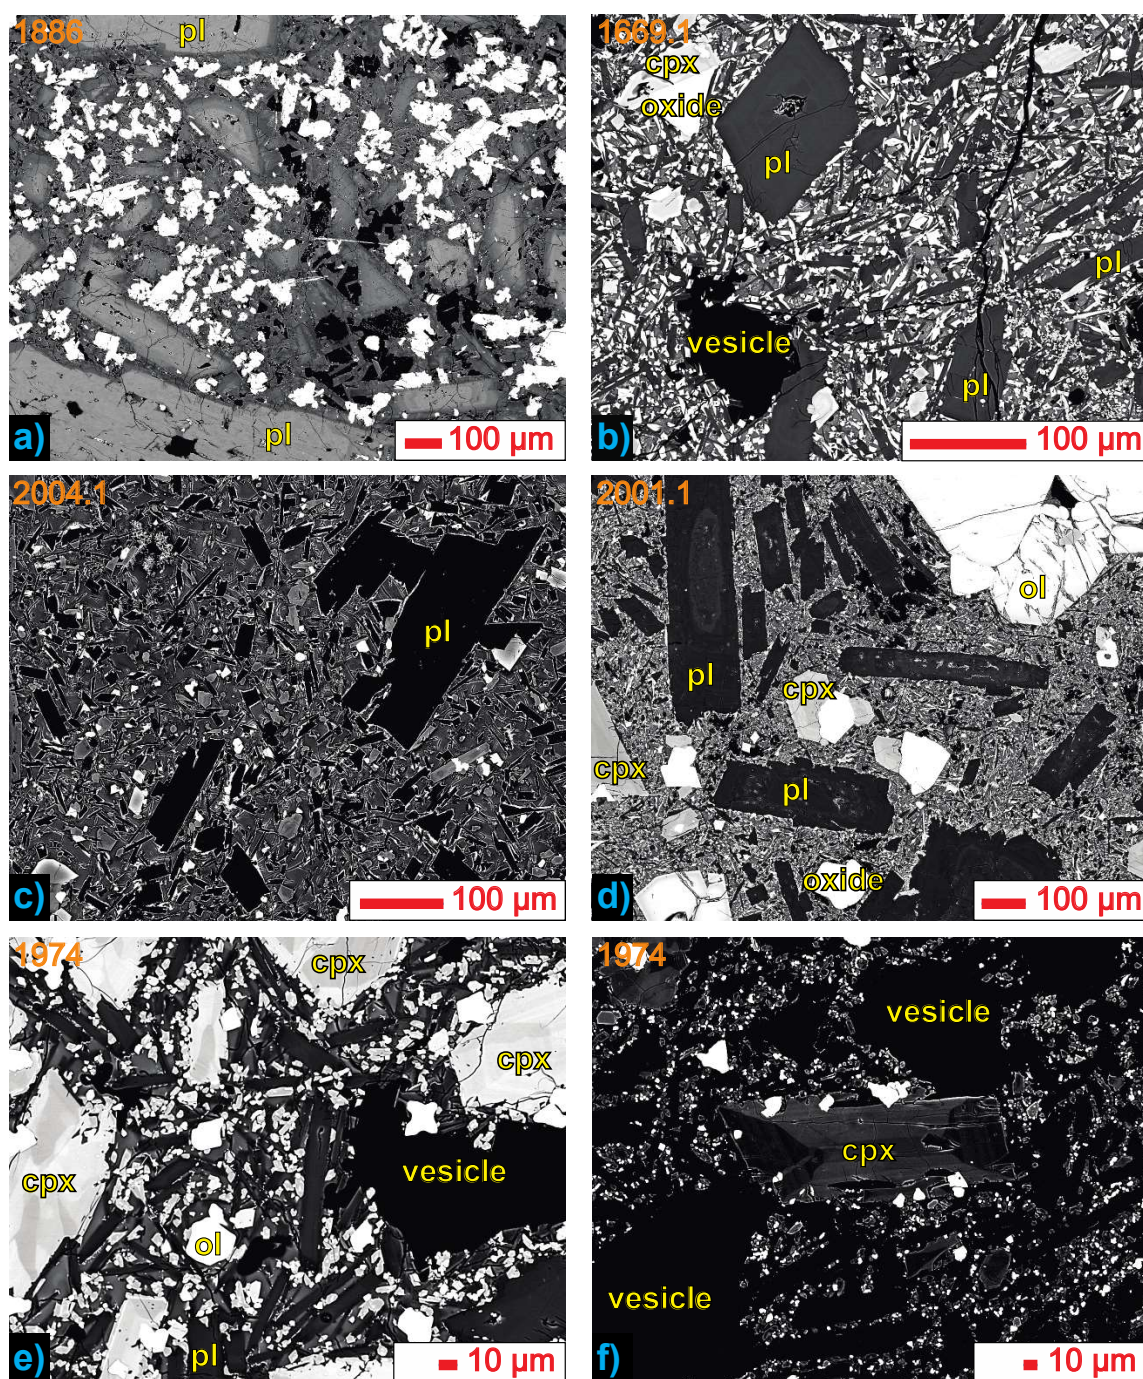 1886
pl
pl
a)
100 µm
1669.1
cpx
oxide
pl
pl
vesicle
pl
b)
100 µm
2004.1
pl
c)
100 µm
2001.1
ol
pl
cpx
cpx
pl
oxide
d)
100 µm
1974
cpx
cpx
cpx
vesicle
ol
pl
e)
10 µm
1974
vesicle
cpx
vesicle
f)
10 µm